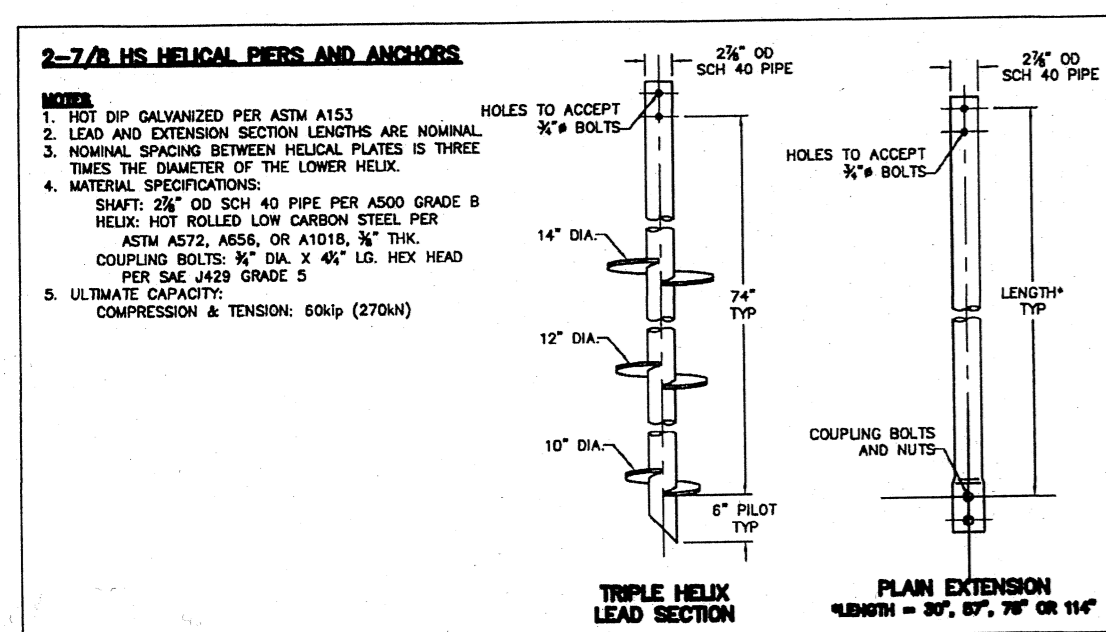 2-7/8 HS HELICAL PIERS AND ANCHORS
NOTES
1. HOT DIP GALVANIZED PER ASTM A153
2. LEAD AND EXTENSION SECTION LENGTHS ARE NOMINAL.
3. NOMINAL SPACING BETWEEN HELICAL PLATES IS THREE
TIMES THE DIAMETER OF THE LOWER HELIX.
4. MATERIAL SPECIFICATIONS:
SHAFT: 2⅞" OD SCH 40 PIPE PER A500 GRADE B
HELIX: HOT ROLLED LOW CARBON STEEL PER
ASTM A572, A656, OR A1018, ⅜" THK.
COUPLING BOLTS: ¾" DIA. X 4¼" LG. HEX HEAD
PER SAE J429 GRADE 5
5. ULTIMATE CAPACITY:
COMPRESSION & TENSION: 60kip (270kN)
2⅞" OD
SCH 40 PIPE
HOLES TO ACCEPT
¾"ø BOLTS
14" DIA.
12" DIA.
10" DIA.
74"
TYP
6" PILOT
TYP
TRIPLE HELIX
LEAD SECTION
2⅞" OD
SCH 40 PIPE
HOLES TO ACCEPT
¾"ø BOLTS
LENGTH*
TYP
COUPLING BOLTS
AND NUTS
PLAIN EXTENSION
*LENGTH = 30", 57", 78" OR 114"